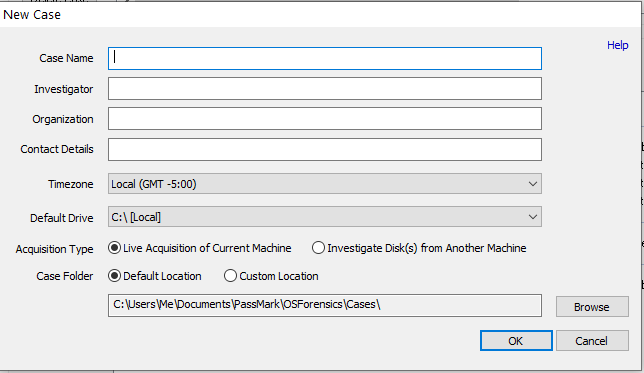 New Case
Help
Case Name
Investigator
Organization
Contact Details
Timezone Local (GMT -5:00)
Default Drive C:\ [Local]
Acquisition Type Live Acquisition of Current Machine Investigate Disk(s) from Another Machine
Case Folder Default Location Custom Location
C:\Users\Me\Documents\PassMark\OSForensics\Cases\ Browse
OK Cancel